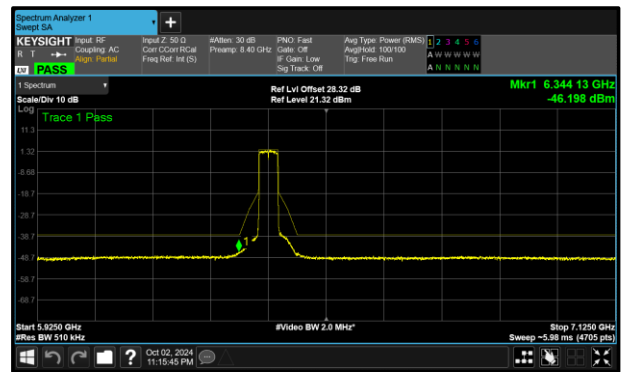 Spectrum Analyzer 1
Swept SA
+
KEYSIGHT Input: RF Input Z: 50 Ω #Atten: 30 dB PNO: Fast Avg Type: Power (RMS) 1 2 3 4 5 6
R T Coupling: AC Corr CCorr RCal Preamp: 8.40 GHz Gate: Off Avg|Hold: 100/100 A W W W W W
Align: Partial Freq Ref: Int (S) IF Gain: Low Trig: Free Run
LXI PASS Sig Track: Off A N N N N N
1 Spectrum Ref Lvl Offset 28.32 dB Mkr1 6.344 13 GHz
Scale/Div 10 dB Ref Level 21.32 dBm -46.198 dBm
Log
Trace 1 Pass
11.3
1.32
-8.68
-18.7
-28.7
-38.7
1
-48.7
-58.7
-68.7
Start 5.9250 GHz #Video BW 2.0 MHz* Stop 7.1250 GHz
#Res BW 510 kHz Sweep ~5.98 ms (4705 pts)
? Oct 02, 2024
11:15:45 PM